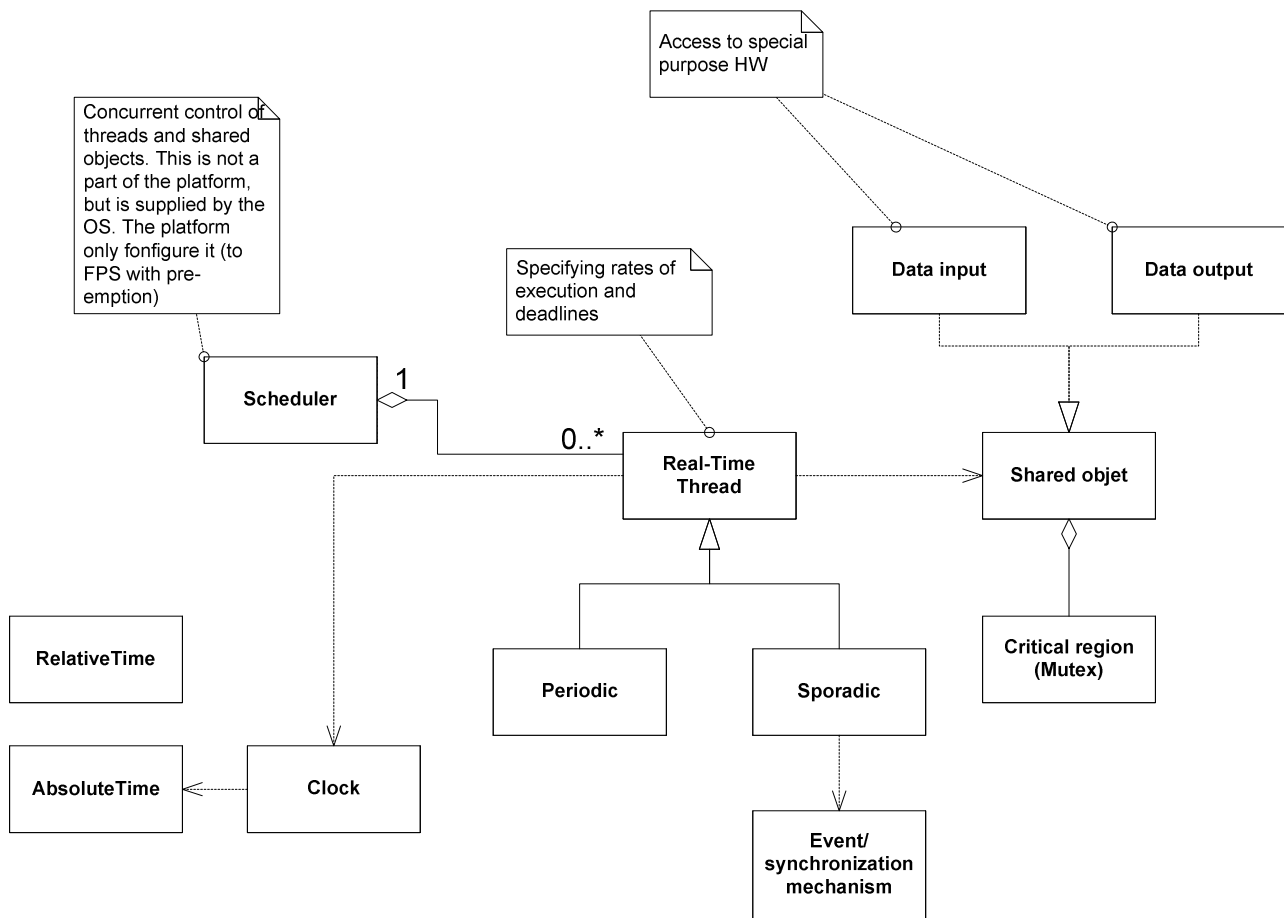 Access to special
purpose HW
Concurrent control of
threads and shared
objects. This is not a
part of the platform,
but is supplied by the
OS. The platform
only fonfigure it (to
FPS with pre-
emption)
Specifying rates of
execution and
deadlines
Data input
Data output
Scheduler
1
0..*
Real-Time
Thread
Shared objet
RelativeTime
Periodic
Sporadic
Critical region
(Mutex)
AbsoluteTime
Clock
Event/
synchronization
mechanism